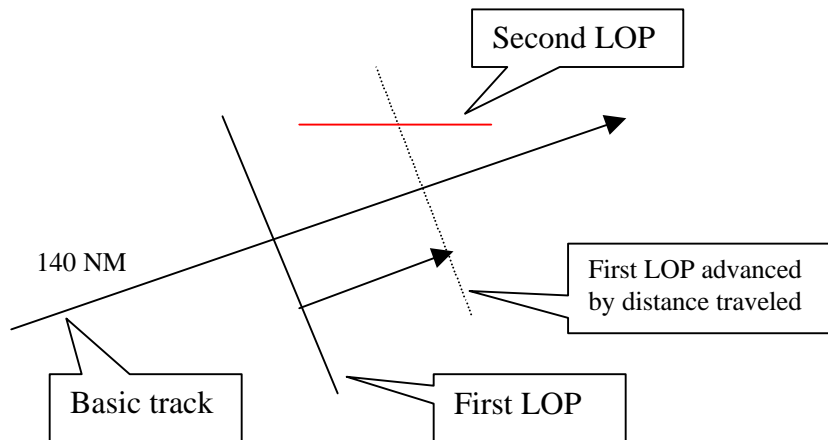 Second LOP
140 NM
First LOP advanced
by distance traveled
Basic track
First LOP